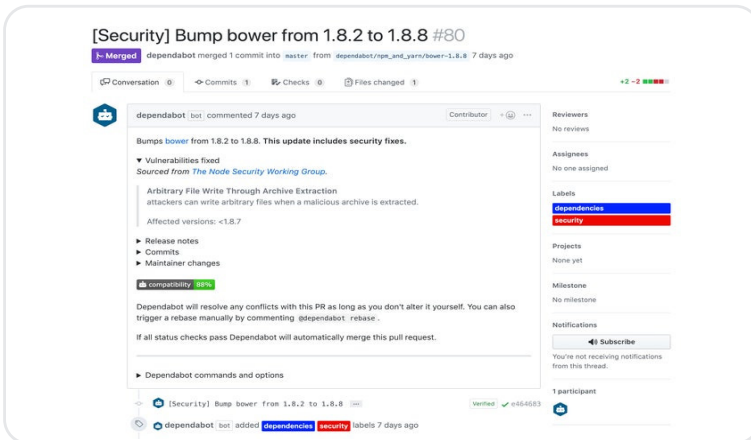 [Security] Bump bower from 1.8.2 to 1.8.8 #80
Merged dependabot merged 1 commit into master from dependabot/npm_and_yarn/bower-1.8.8 7 days ago
Conversation 0 Commits 1 Checks 0 Files changed 1 +2 −2
dependabot bot commented 7 days ago Contributor
Bumps bower from 1.8.2 to 1.8.8. This update includes security fixes.
Vulnerabilities fixed
Sourced from The Node Security Working Group.
Arbitrary File Write Through Archive Extraction
attackers can write arbitrary files when a malicious archive is extracted.
Affected versions: <1.8.7
Release notes
Commits
Maintainer changes
compatibility 88%
Dependabot will resolve any conflicts with this PR as long as you don't alter it yourself. You can also
trigger a rebase manually by commenting @dependabot rebase.
If all status checks pass Dependabot will automatically merge this pull request.
Dependabot commands and options
[Security] Bump bower from 1.8.2 to 1.8.8 Verified e464683
dependabot bot added dependencies security labels 7 days ago
Reviewers
No reviews
Assignees
No one assigned
Labels
dependencies
security
Projects
None yet
Milestone
No milestone
Notifications
Subscribe
You're not receiving notifications
from this thread.
1 participant